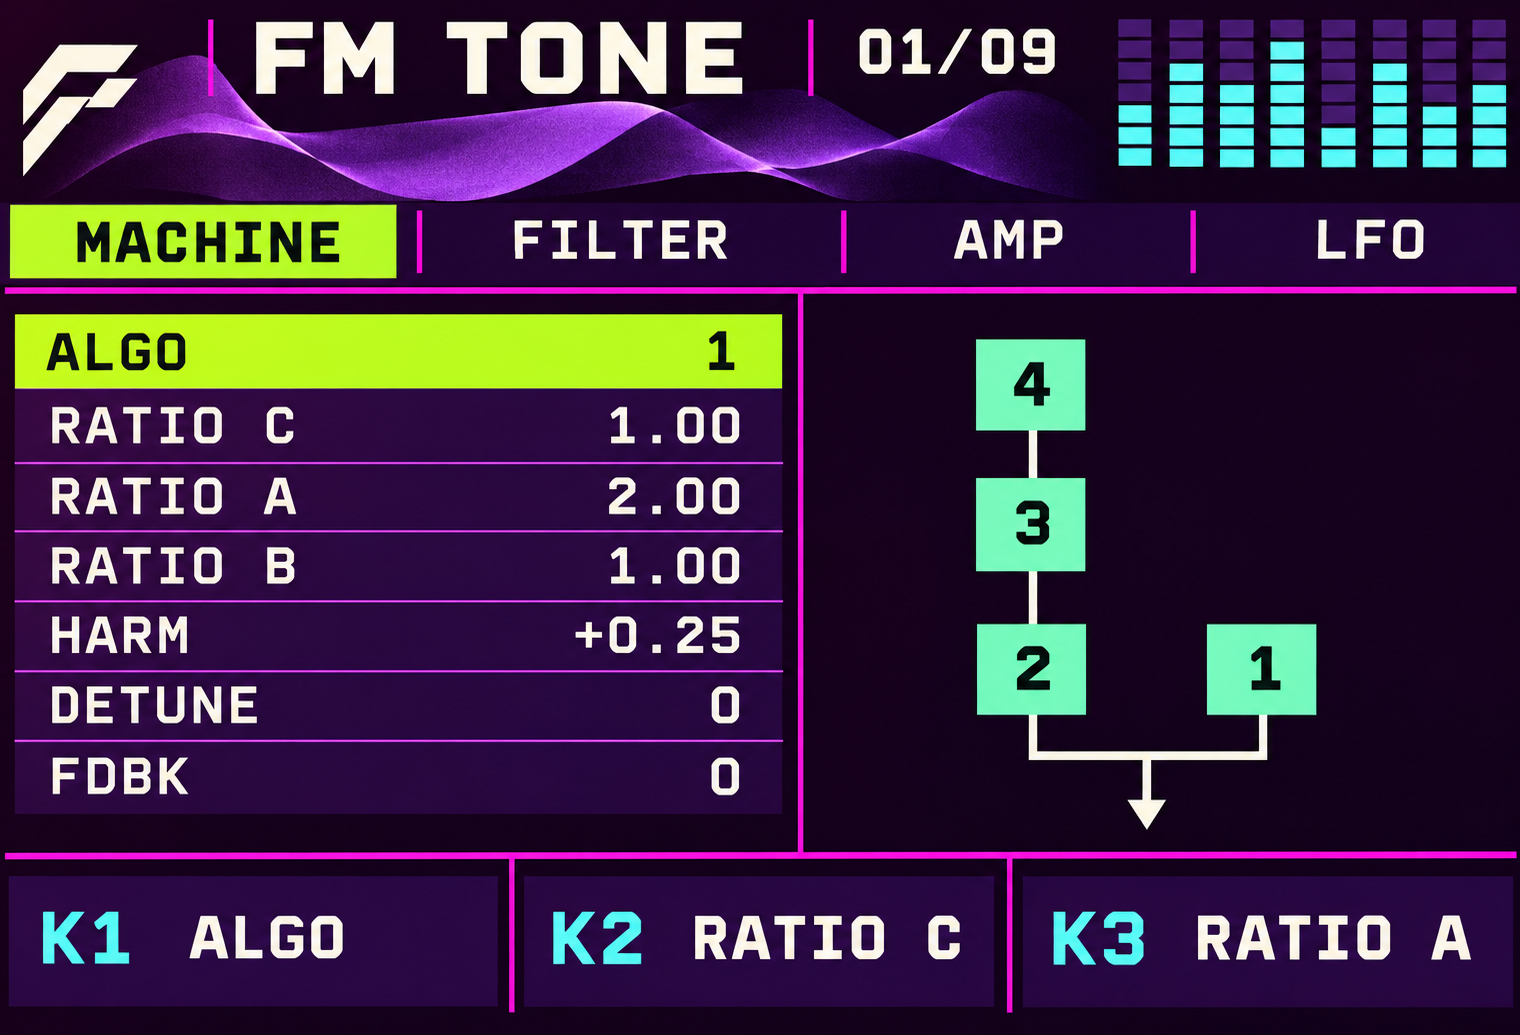 FM TONE
01/09
MACHINE
FILTER
AMP
LFO
ALGO 1
RATIO C 1.00
RATIO A 2.00
RATIO B 1.00
HARM +0.25
DETUNE 0
FDBK 0
4
3
2 1
K1 ALGO
K2 RATIO C
K3 RATIO A